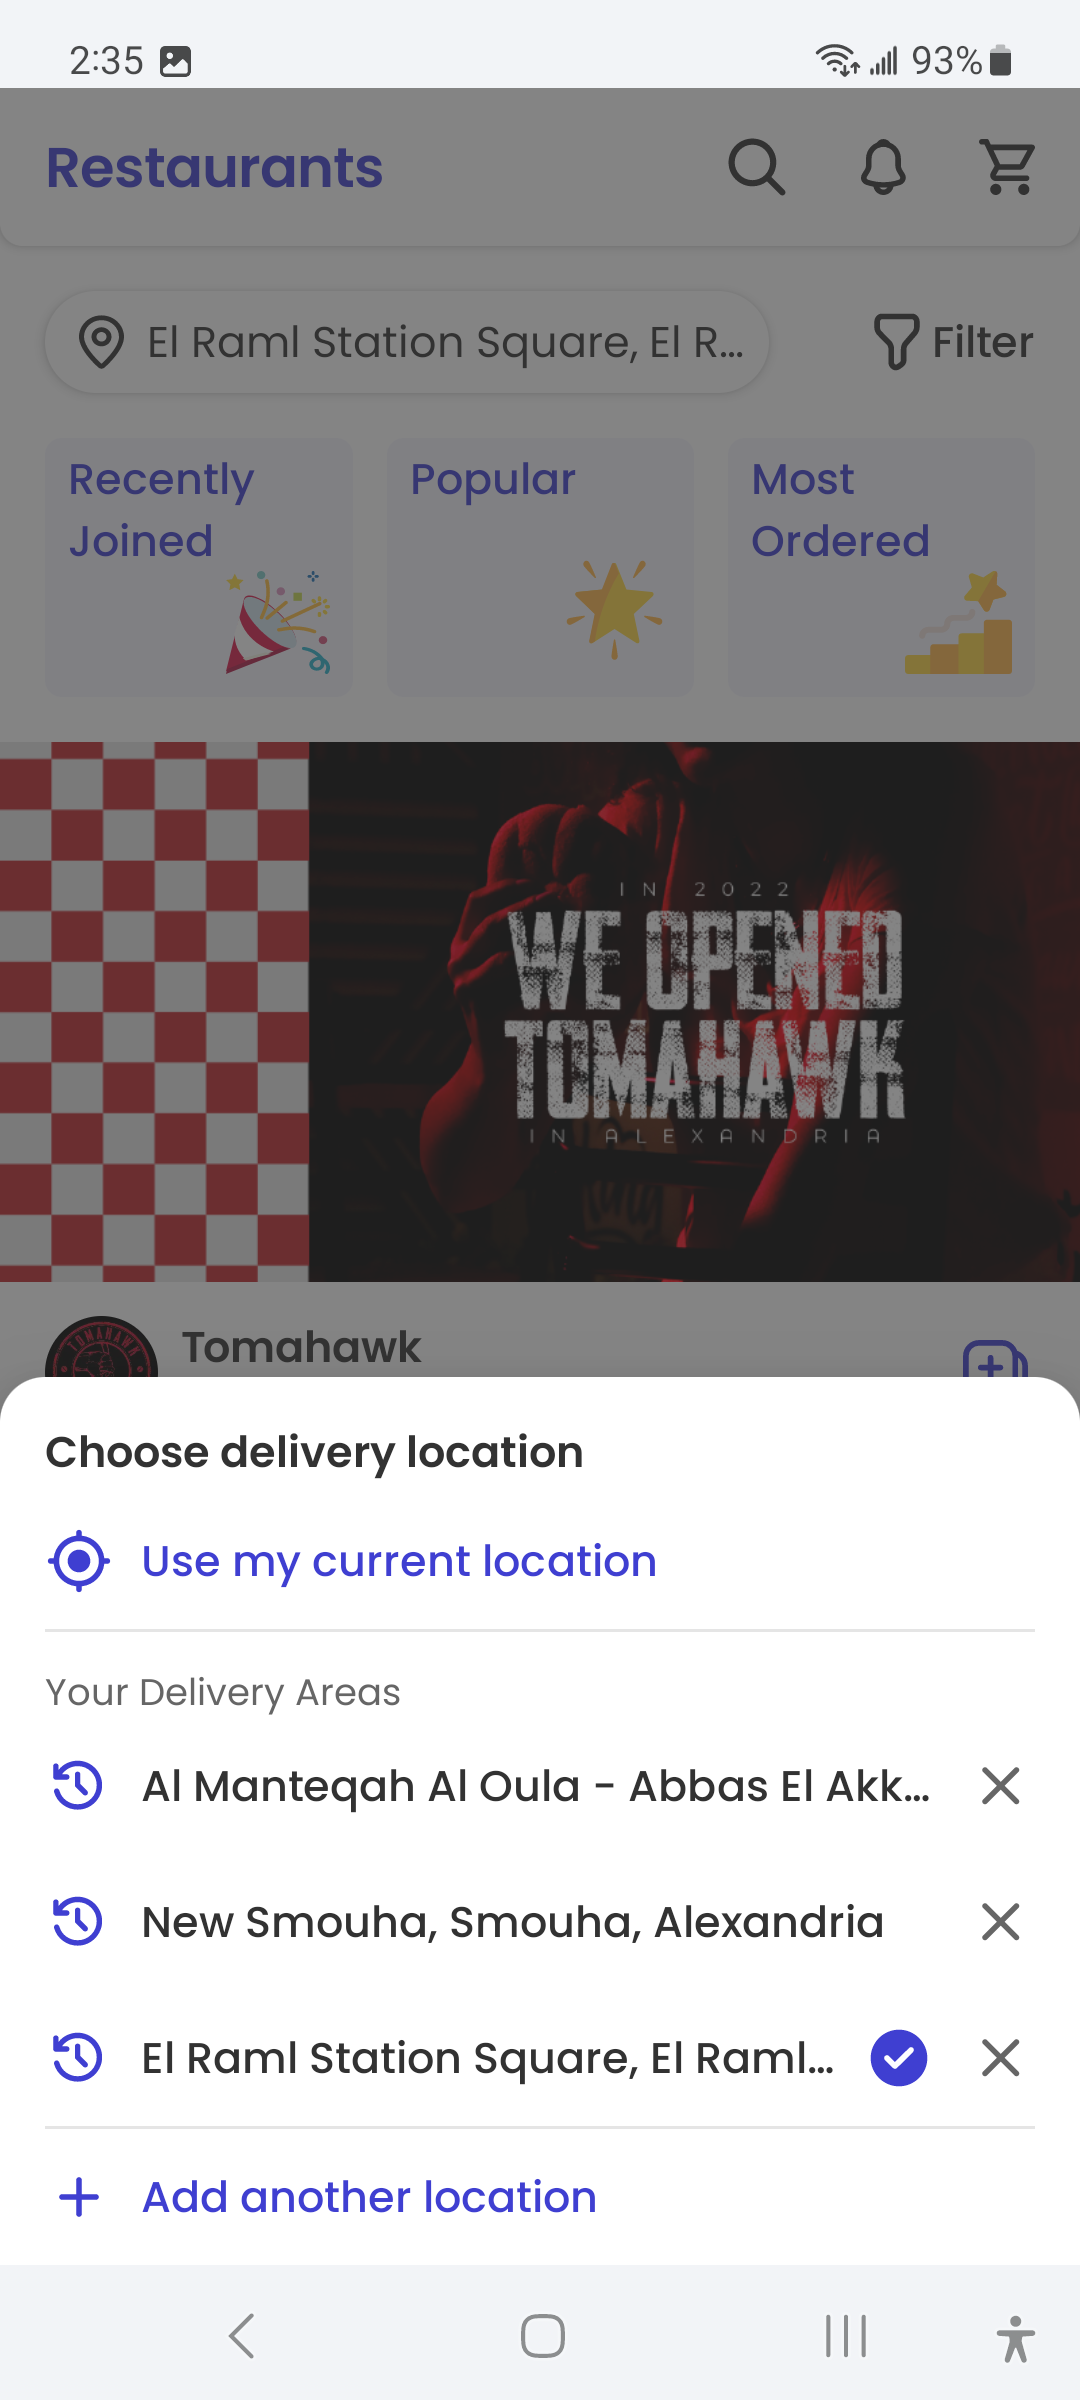 2:35
93%
Restaurants
El Raml Station Square, El R...
Filter
Recently
Joined
Popular
Most
Ordered
IN 2022
WE OPENED
TOMAHAWK
IN ALEXANDRIA
TOMAHAWK
Tomahawk
Choose delivery location
Use my current location
Your Delivery Areas
Al Manteqah Al Oula - Abbas El Akk...
New Smouha, Smouha, Alexandria
El Raml Station Square, El Raml...
Add another location